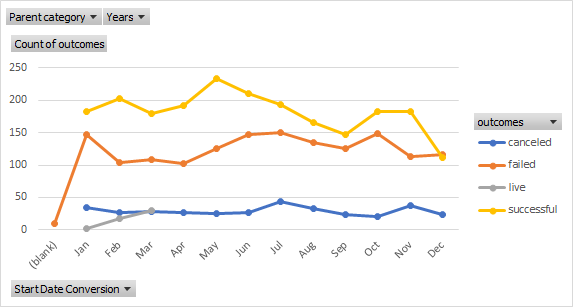 Parent category Years
Count of outcomes
250
200
150
100
50
0
(blank) Jan Feb Mar Apr May Jun Jul Aug Sep Oct Nov Dec
outcomes
canceled
failed
live
successful
Start Date Conversion